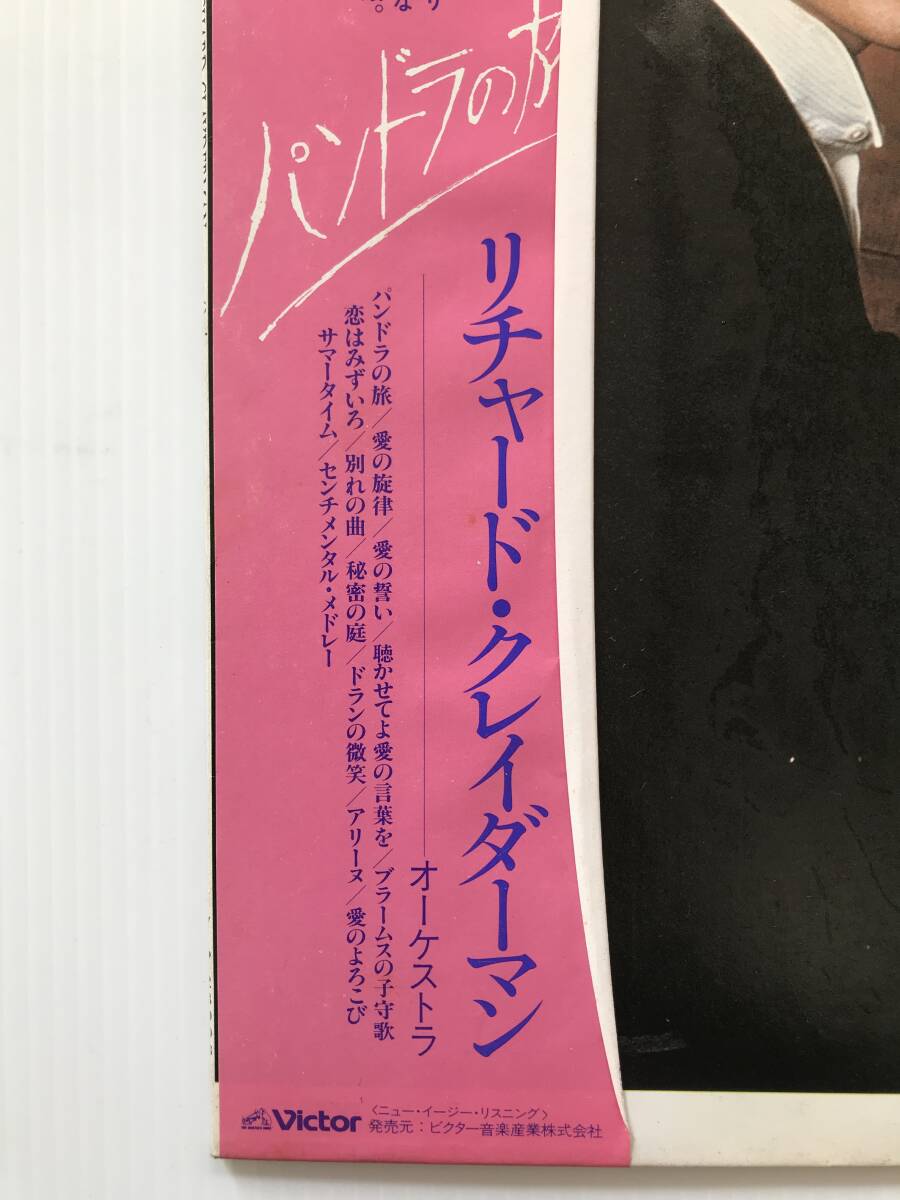 パンドラの旅
リチャード・クレイダーマン
オーケストラ
パンドラの旅/愛の旋律/愛の誓い/聴かせてよ愛の言葉を/ブラームスの子守歌
恋はみずいろ/別れの曲/秘密の庭/ドランの微笑/アリーヌ/愛のよろこび
サマータイム/センチメンタル・メドレー
Victor
〈ニュー・イージー・リスニング〉
発売元:ビクター音楽産業株式会社